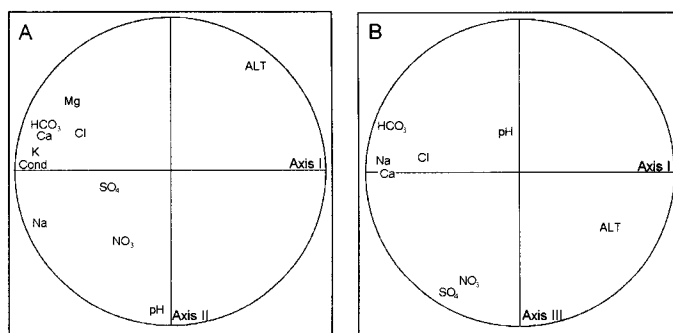 A
ALT
Mg
HCO₃
Ca
Cl
K
Cond
Axis I
SO₄
Na
NO₃
pH
Axis II
B
HCO₃
pH
Na
Cl
Ca
Axis I
ALT
NO₃
SO₄
Axis III